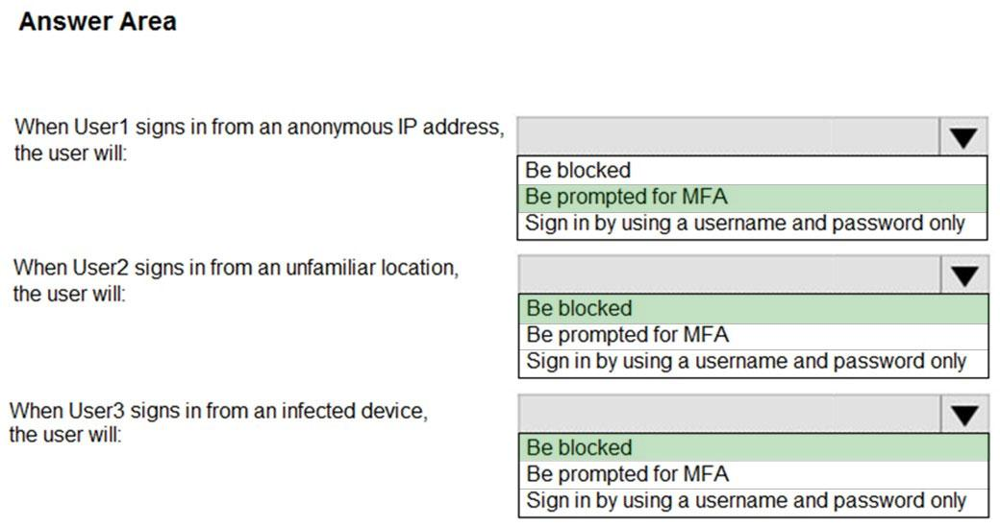 Answer Area
When User1 signs in from an anonymous IP address,
the user will:
Be blocked
Be prompted for MFA
Sign in by using a username and password only
When User2 signs in from an unfamiliar location,
the user will:
Be blocked
Be prompted for MFA
Sign in by using a username and password only
When User3 signs in from an infected device,
the user will:
Be blocked
Be prompted for MFA
Sign in by using a username and password only